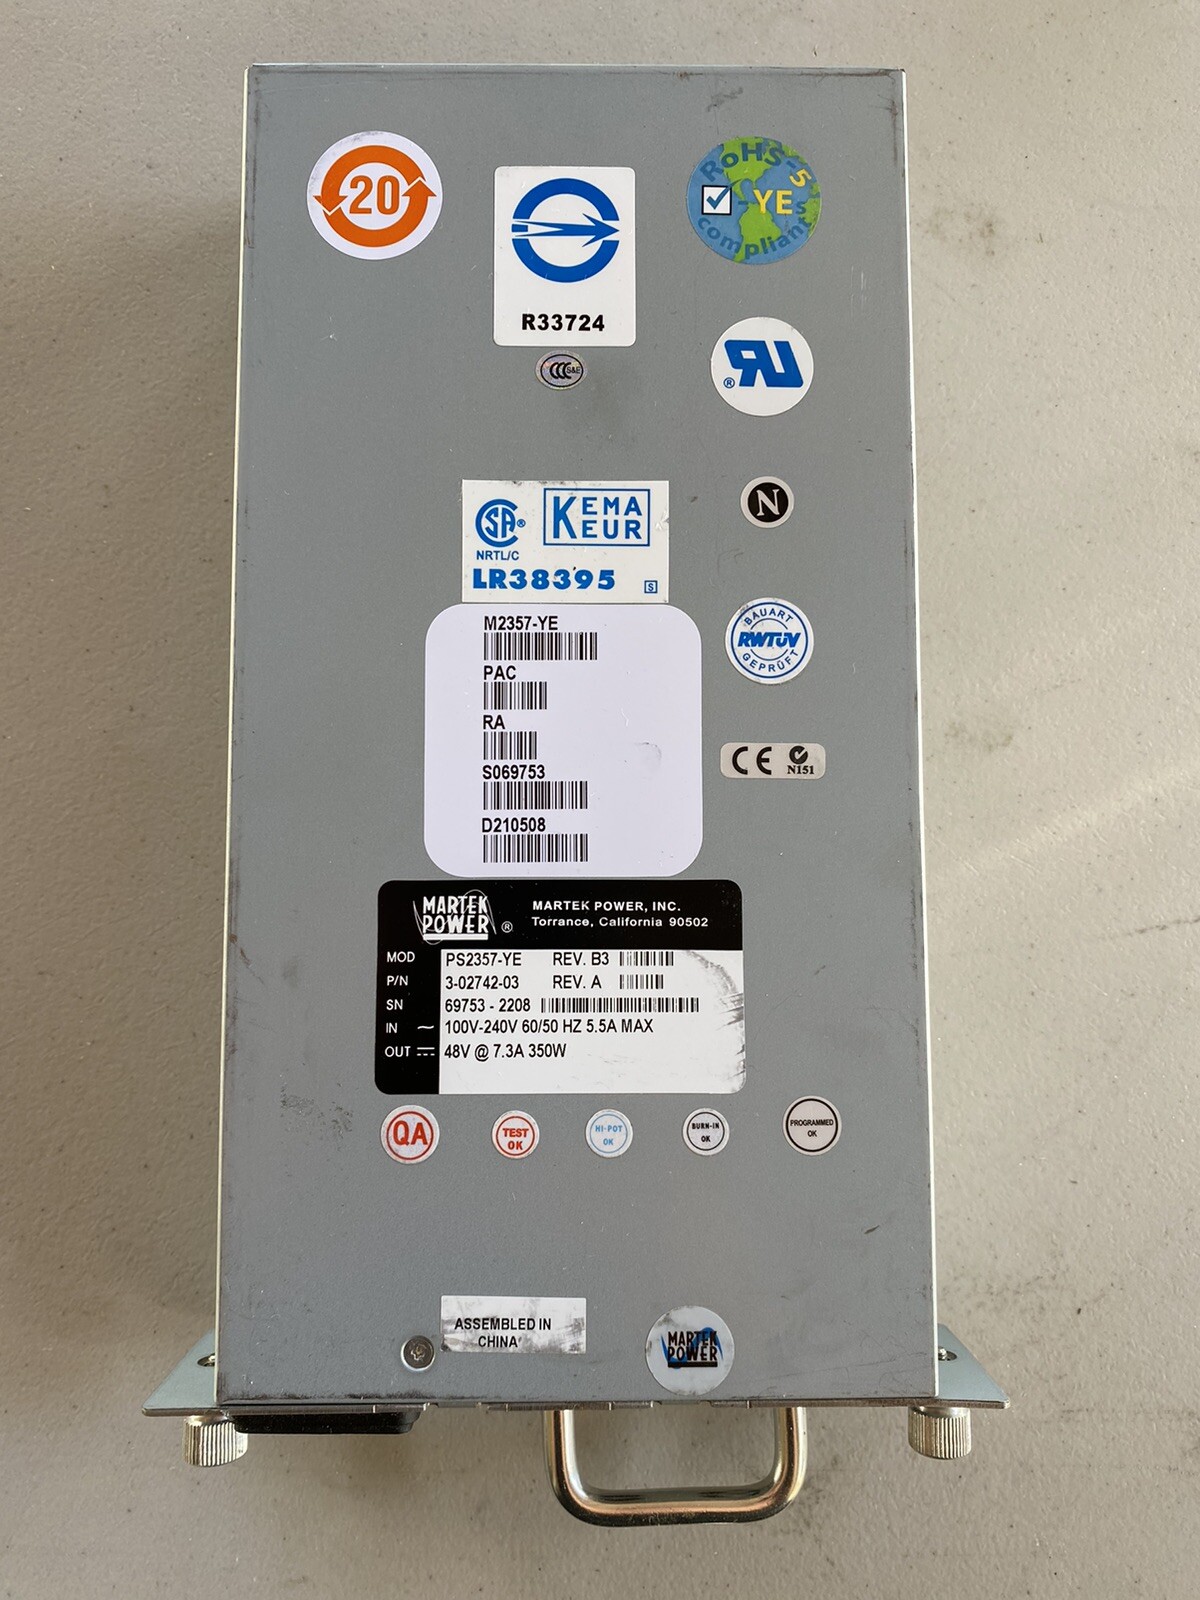 20
RoHS-5
YEs
compliant
R33724
CCC S&E
RU ®
CSA ®
NRTL/C
KEMA
KEUR
LR38395 S
N
M2357-YE
PAC
RA
S069753
D210508
BAUART
RWTÜV
GEPRÜFT
CE N151
MARTEK
POWER ®
MARTEK POWER, INC.
Torrance, California 90502
MOD PS2357-YE REV. B3
P/N 3-02742-03 REV. A
SN 69753 - 2208
IN ~ 100V-240V 60/50 HZ 5.5A MAX
OUT 48V @ 7.3A 350W
QA
TEST
OK
HI-POT
OK
BURN-IN
OK
PROGRAMMED
OK
ASSEMBLED IN
CHINA
MARTEK
POWER